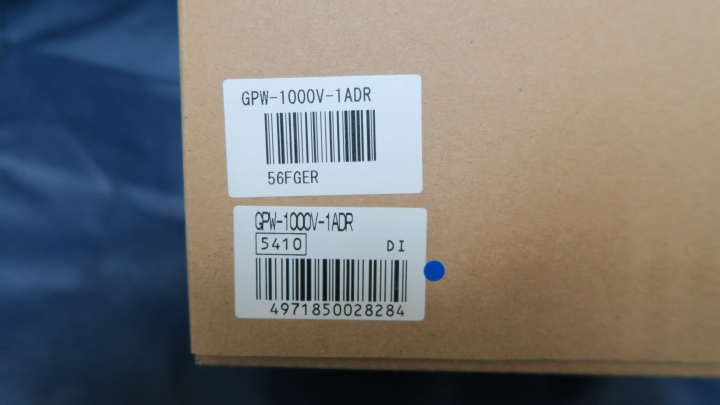 GPW-1000V-1ADR
56FGER
GPW-1000V-1ADR
5410 DI
4971850028284